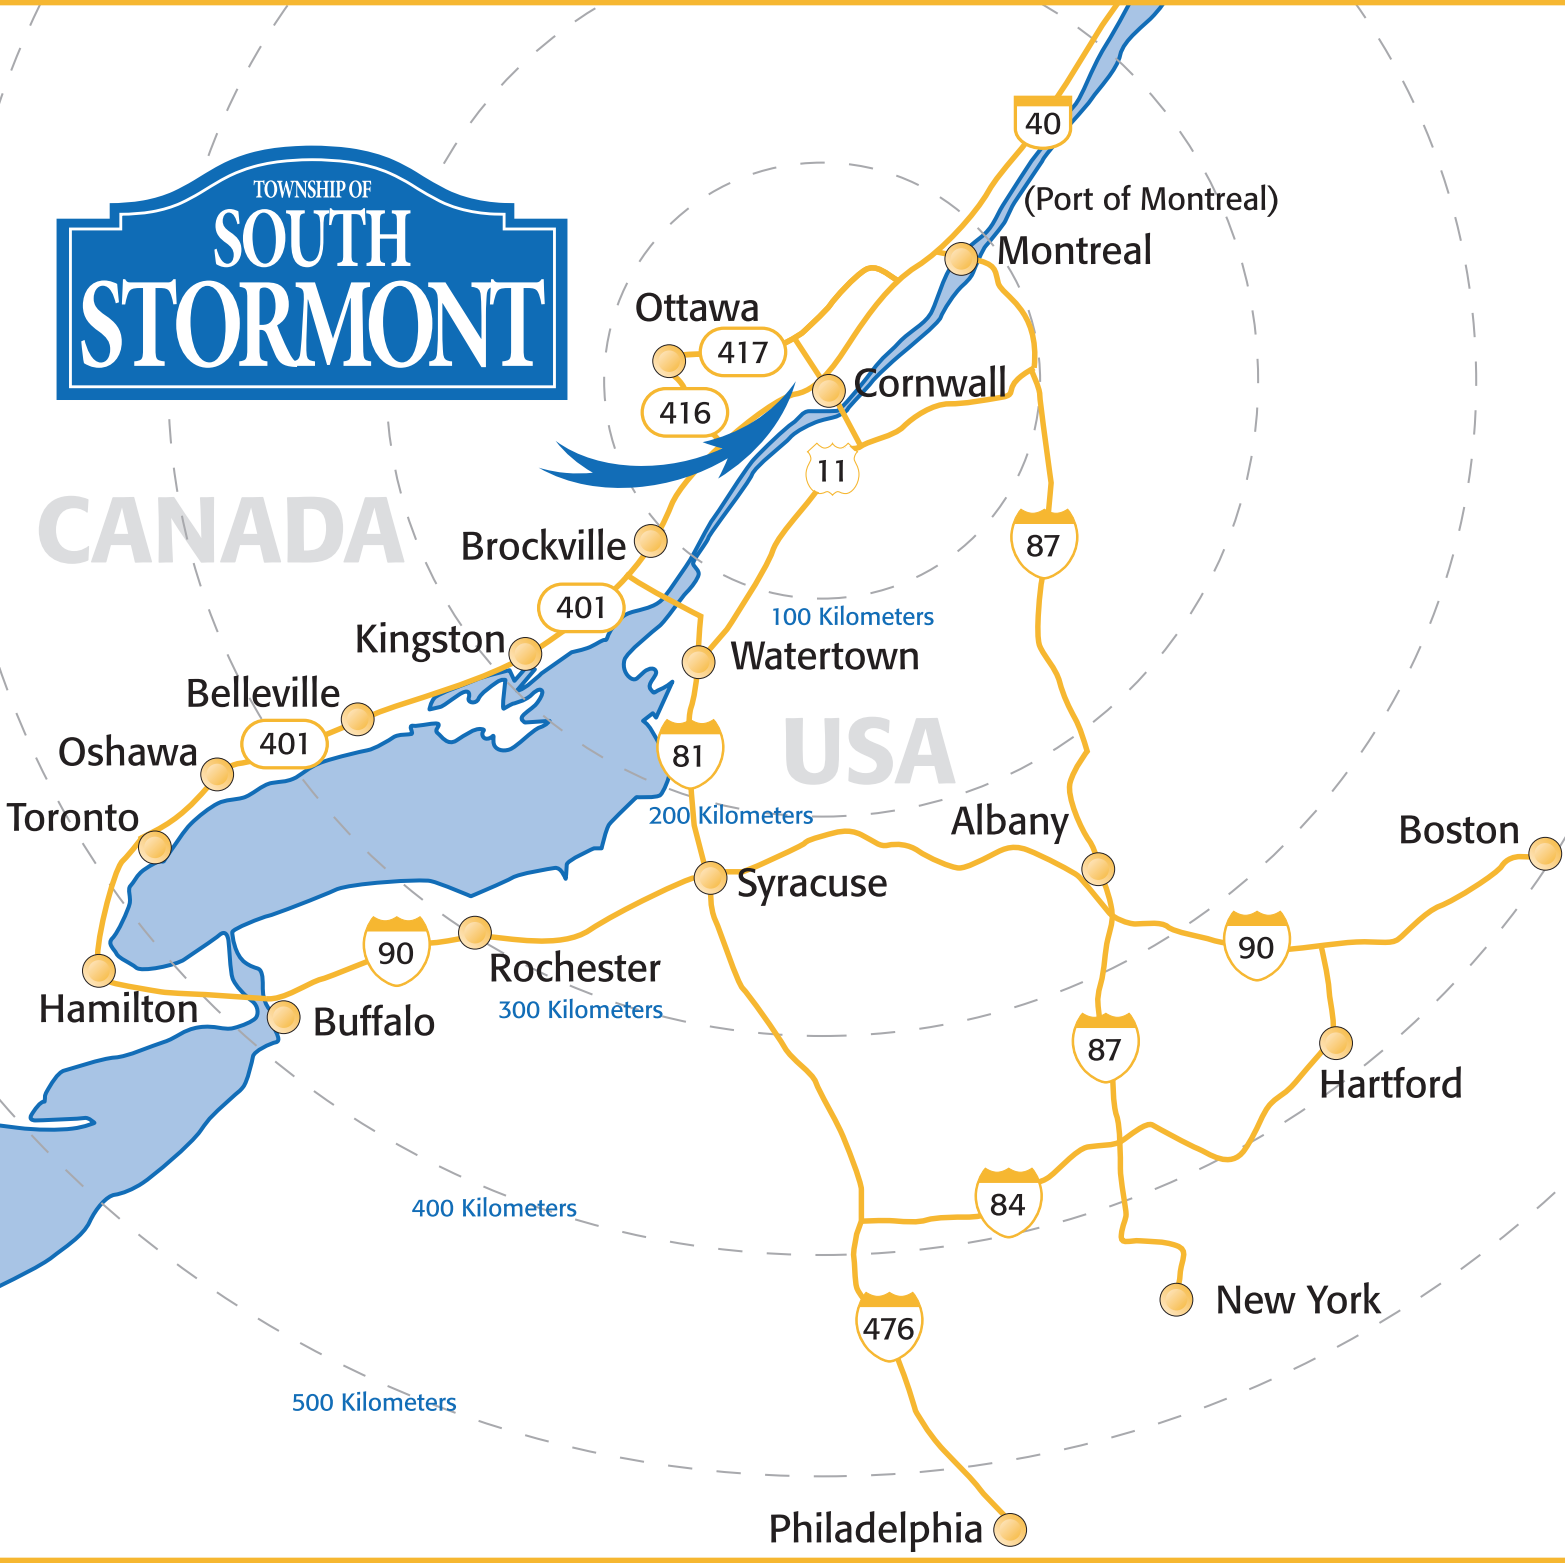 40
(Port of Montreal)
TOWNSHIP OF
SOUTH
STORMONT
Montreal
Ottawa
417
Cornwall
416
11
CANADA
Brockville
87
401
100 Kilometers
Kingston
Watertown
Belleville
401
Oshawa
81
USA
Toronto
200 Kilometers
Albany
Boston
Syracuse
90
90
Rochester
Hamilton
300 Kilometers
Buffalo
87
Hartford
400 Kilometers
84
New York
476
500 Kilometers
Philadelphia